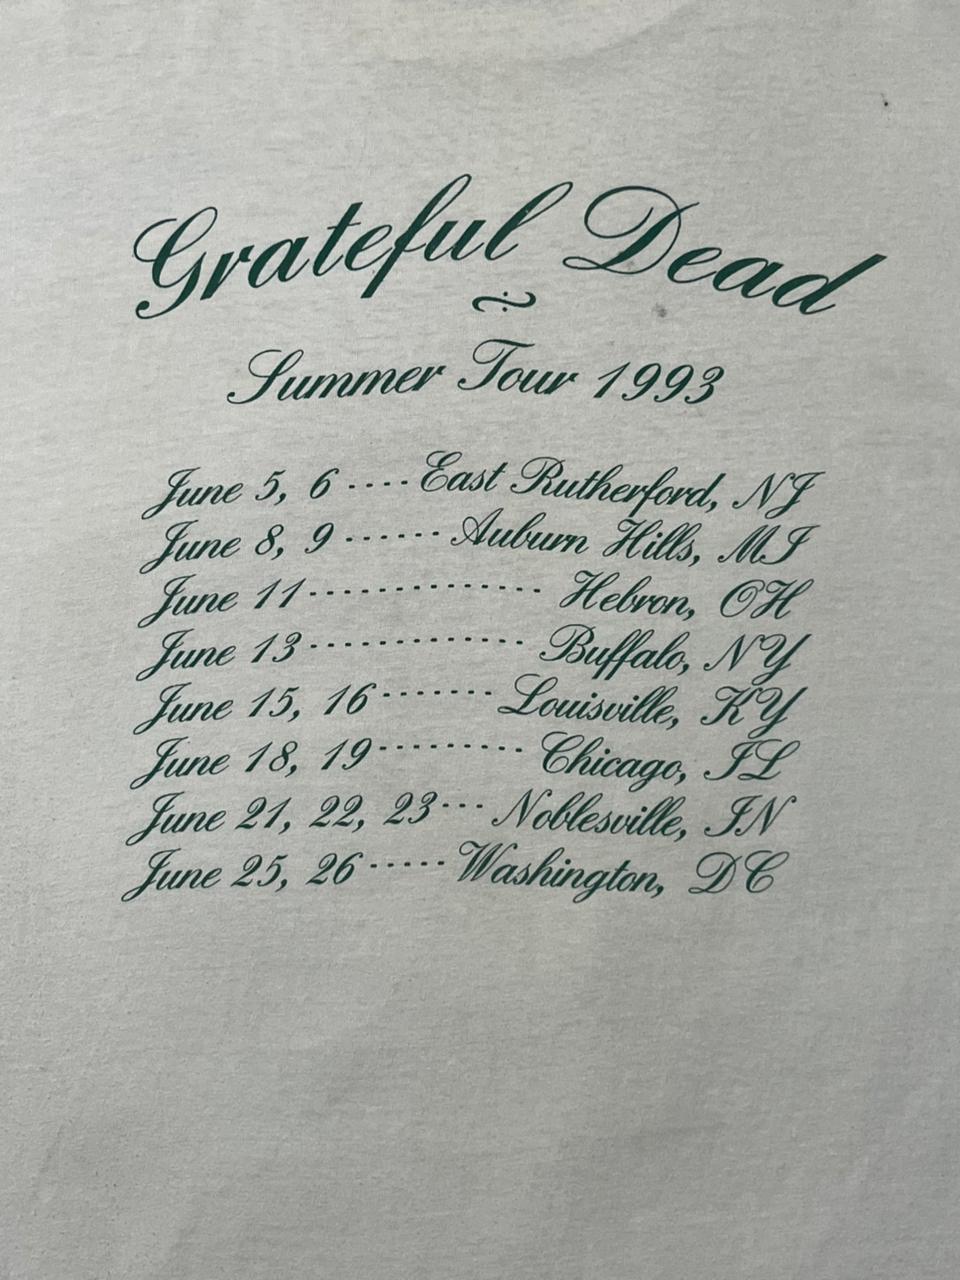 Grateful Dead
Summer Tour 1993
June 5, 6 ···· East Rutherford, NJ
June 8, 9 ······ Auburn Hills, MI
June 11 ·············· Hebron, OH
June 13 ·············· Buffalo, NY
June 15, 16 ······· Louisville, KY
June 18, 19 ········· Chicago, IL
June 21, 22, 23 ··· Noblesville, IN
June 25, 26 ····· Washington, DC